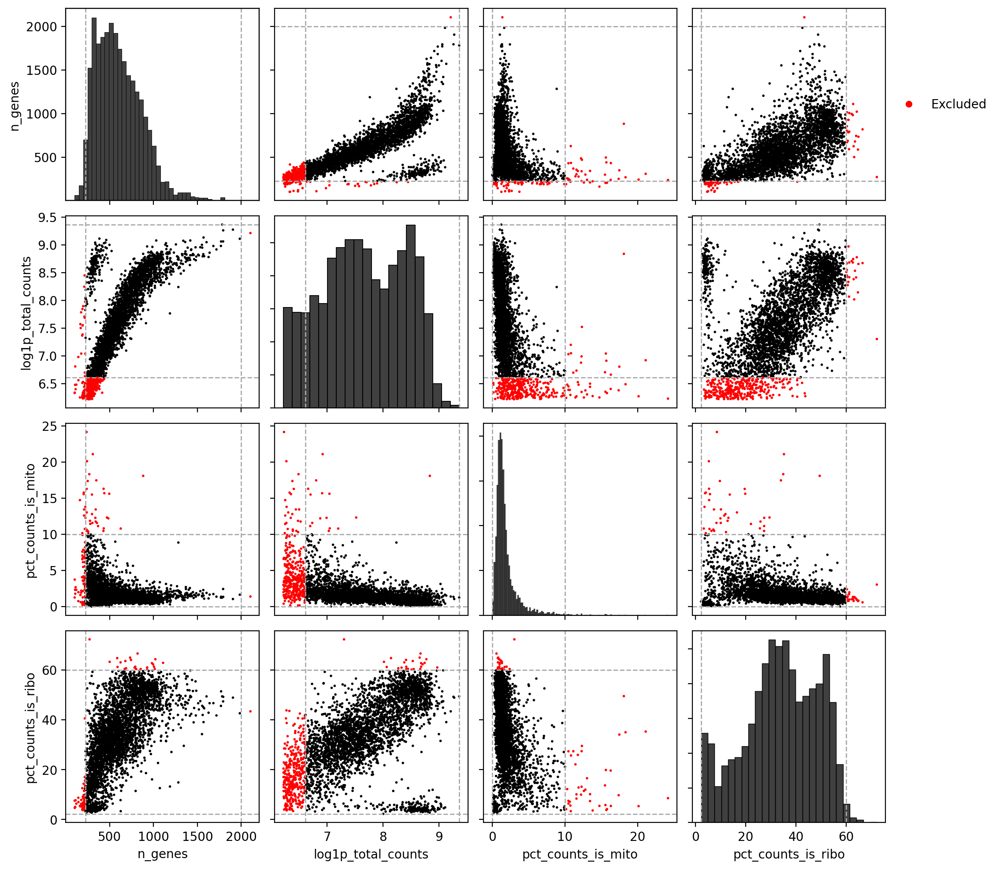 2000
1500
1000
500
n_genes
Excluded
9.5
9.0
8.5
8.0
7.5
7.0
6.5
log1p_total_counts
25
20
15
10
5
0
pct_counts_is_mito
60
40
20
0
pct_counts_is_ribo
500 1000 1500 2000
7 8 9
0 10 20
0 20 40 60
n_genes
log1p_total_counts
pct_counts_is_mito
pct_counts_is_ribo